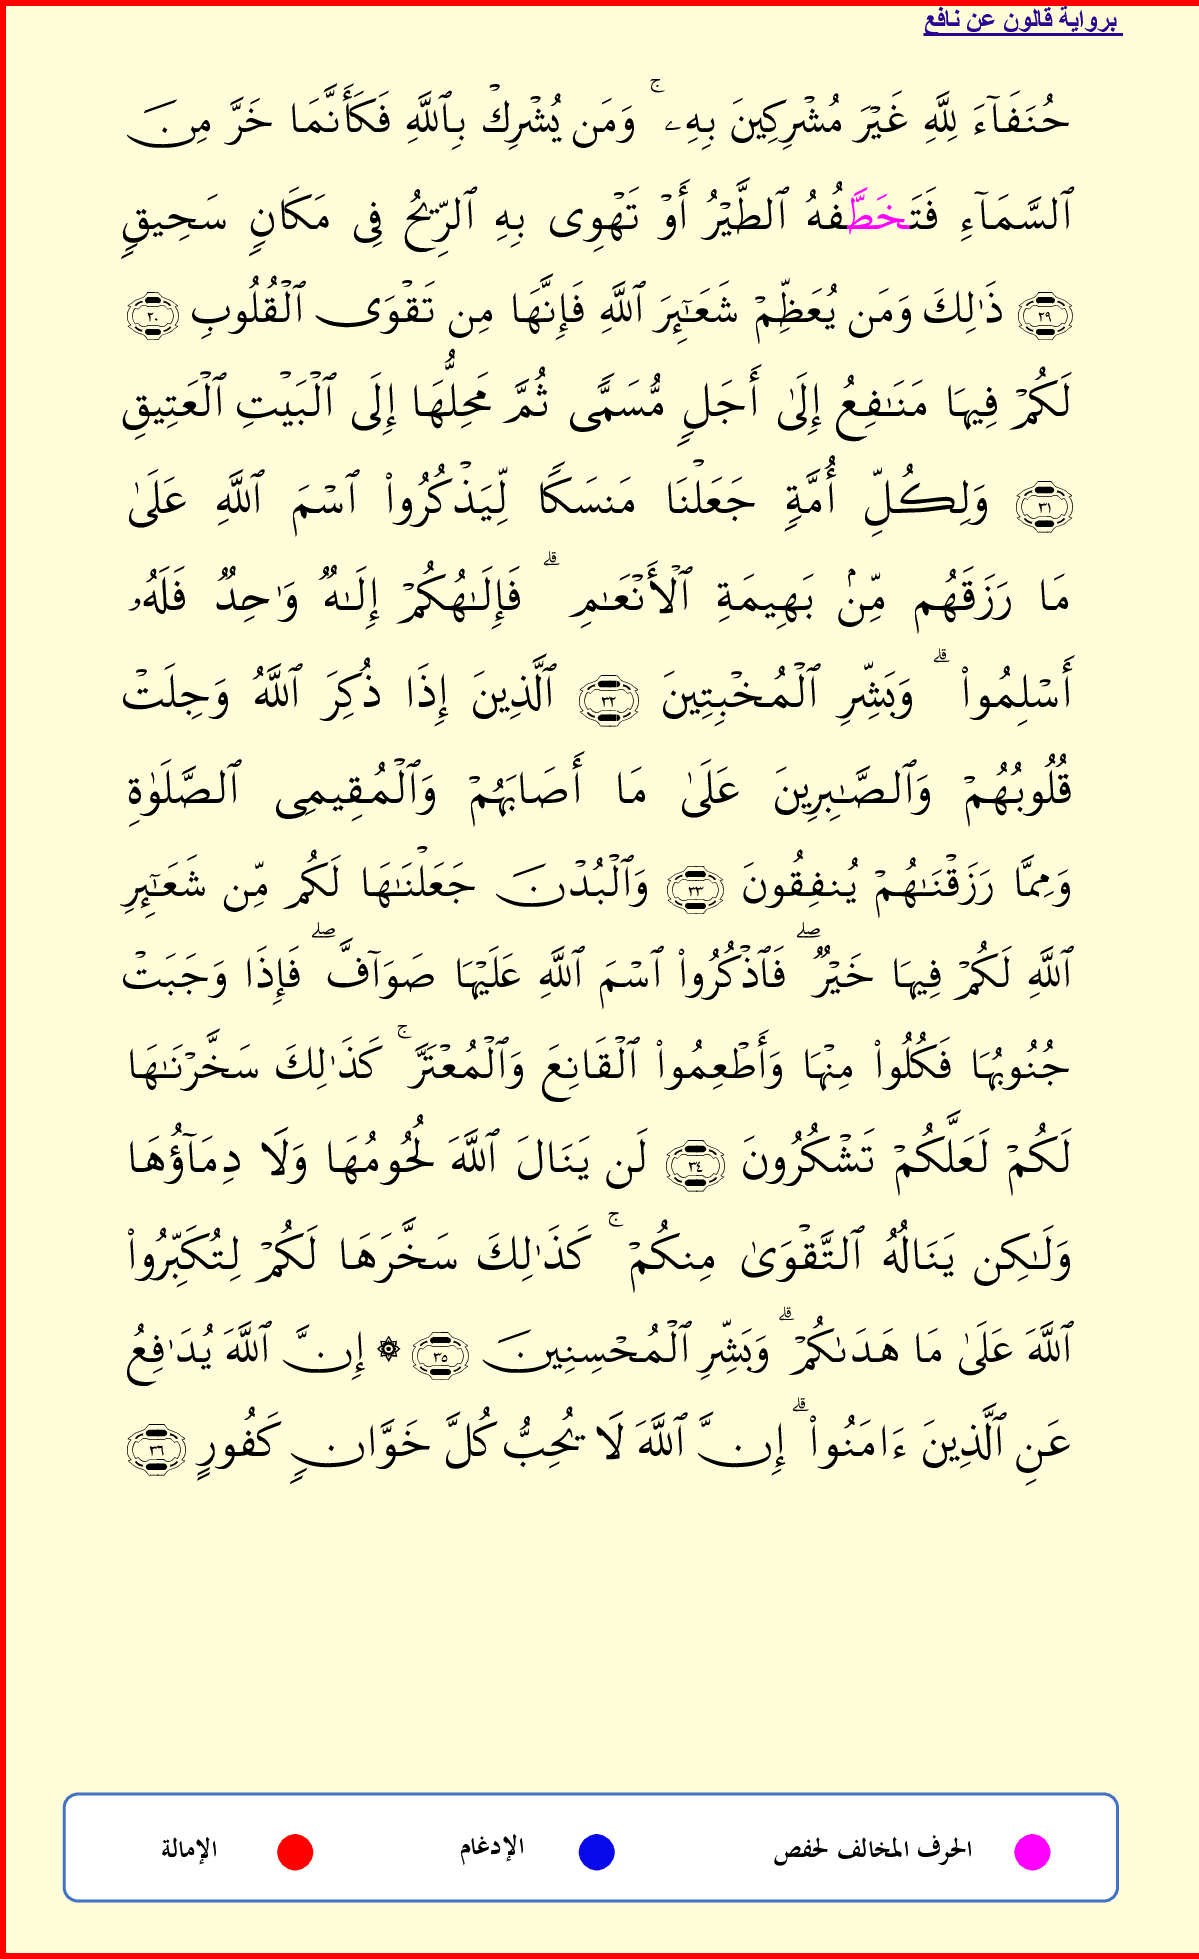 برواية قالون عن نافع
حُنَفَآءَ لِلَّهِ غَيْرَ مُشْرِكِينَ بِهِۦ ۚ وَمَن يُشْرِكْ بِٱللَّهِ فَكَأَنَّمَا خَرَّ مِنَ
ٱلسَّمَآءِ فَتَخَطَّفُهُ ٱلطَّيْرُ أَوْ تَهْوِى بِهِ ٱلرِّيحُ فِى مَكَانٍ سَحِيقٍ
٢٩ ذَٰلِكَ وَمَن يُعَظِّمْ شَعَٰٓئِرَ ٱللَّهِ فَإِنَّهَا مِن تَقْوَى ٱلْقُلُوبِ ٣٠
لَكُمْ فِيهَا مَنَٰفِعُ إِلَىٰٓ أَجَلٍ مُّسَمًّى ثُمَّ مَحِلُّهَا إِلَى ٱلْبَيْتِ ٱلْعَتِيقِ
٣١ وَلِكُلِّ أُمَّةٍ جَعَلْنَا مَنسَكًا لِّيَذْكُرُوا۟ ٱسْمَ ٱللَّهِ عَلَىٰ
مَا رَزَقَهُم مِّنۢ بَهِيمَةِ ٱلْأَنْعَٰمِ ۗ فَإِلَٰهُكُمْ إِلَٰهٌ وَٰحِدٌ فَلَهُۥ
أَسْلِمُوا۟ ۗ وَبَشِّرِ ٱلْمُخْبِتِينَ ٣٢ ٱلَّذِينَ إِذَا ذُكِرَ ٱللَّهُ وَجِلَتْ
قُلُوبُهُمْ وَٱلصَّٰبِرِينَ عَلَىٰ مَا أَصَابَهُمْ وَٱلْمُقِيمِى ٱلصَّلَوٰةِ
وَمِمَّا رَزَقْنَٰهُمْ يُنفِقُونَ ٣٣ وَٱلْبُدْنَ جَعَلْنَٰهَا لَكُم مِّن شَعَٰٓئِرِ
ٱللَّهِ لَكُمْ فِيهَا خَيْرٌ ۖ فَٱذْكُرُوا۟ ٱسْمَ ٱللَّهِ عَلَيْهَا صَوَآفَّ ۖ فَإِذَا وَجَبَتْ
جُنُوبُهَا فَكُلُوا۟ مِنْهَا وَأَطْعِمُوا۟ ٱلْقَانِعَ وَٱلْمُعْتَرَّ ۚ كَذَٰلِكَ سَخَّرْنَٰهَا
لَكُمْ لَعَلَّكُمْ تَشْكُرُونَ ٣٤ لَن يَنَالَ ٱللَّهَ لُحُومُهَا وَلَا دِمَآؤُهَا
وَلَٰكِن يَنَالُهُ ٱلتَّقْوَىٰ مِنكُمْ ۚ كَذَٰلِكَ سَخَّرَهَا لَكُمْ لِتُكَبِّرُوا۟
ٱللَّهَ عَلَىٰ مَا هَدَىٰكُمْ ۗ وَبَشِّرِ ٱلْمُحْسِنِينَ ٣٥ ۞ إِنَّ ٱللَّهَ يُدَٰفِعُ
عَنِ ٱلَّذِينَ ءَامَنُوا۟ ۗ إِنَّ ٱللَّهَ لَا يُحِبُّ كُلَّ خَوَّانٍ كَفُورٍ ٣٦
الحرف المخالف لحفص الإدغام الإمالة